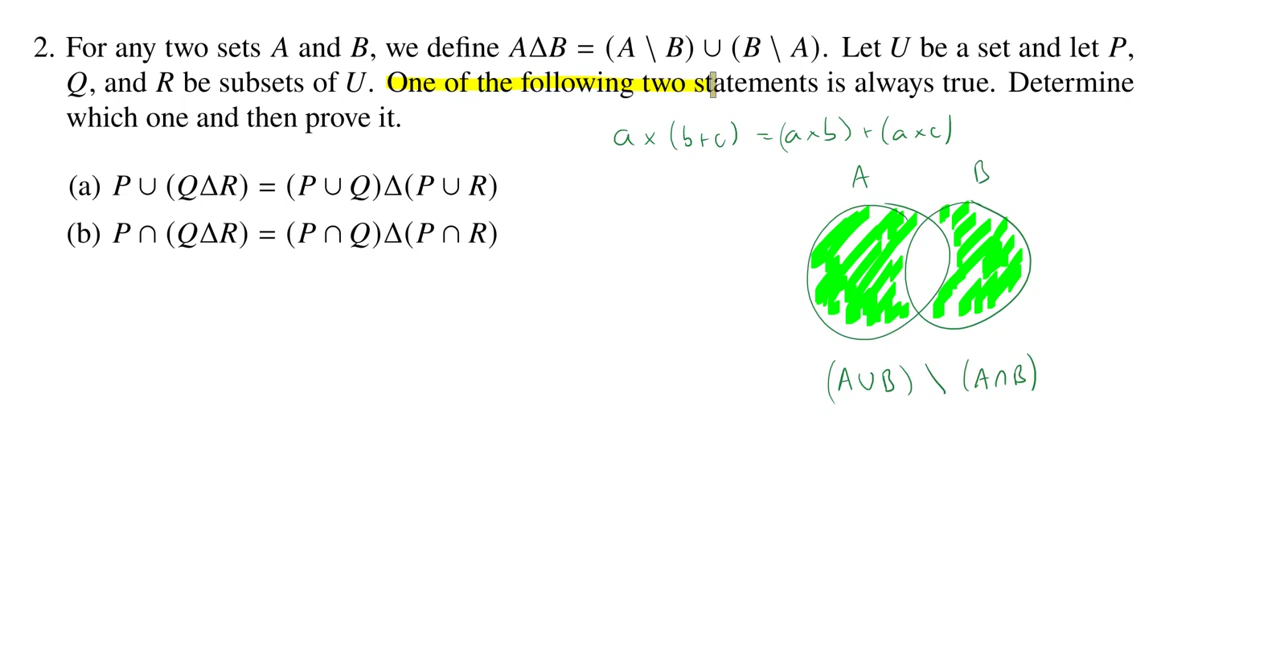 2. For any two sets A and B, we define AΔB = (A \ B) ∪ (B \ A). Let U be a set and let P,
Q, and R be subsets of U. One of the following two statements is always true. Determine
which one and then prove it.
a × (b+c) = (a×b) + (a×c)
(a) P ∪ (QΔR) = (P ∪ Q)Δ(P ∪ R)
(b) P ∩ (QΔR) = (P ∩ Q)Δ(P ∩ R)
A B
(A∪B) \ (A∩B)